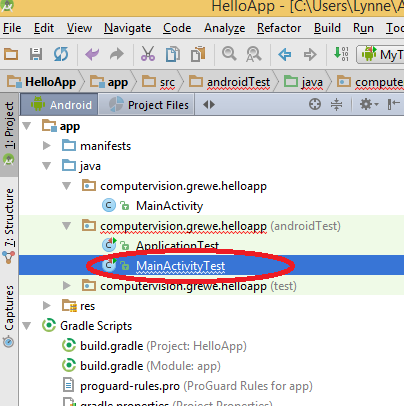 HelloApp - [C:\Users\Lynne\A
File Edit View Navigate Code Analyze Refactor Build Run
MyT
HelloApp app src androidTest java compute
Android Project Files
1: Project
7: Structure
Captures
app
manifests
java
computervision.grewe.helloapp
MainActivity
computervision.grewe.helloapp (androidTest)
ApplicationTest
MainActivityTest
computervision.grewe.helloapp (test)
res
Gradle Scripts
build.gradle (Project: HelloApp)
build.gradle (Module: app)
proguard-rules.pro (ProGuard Rules for app)
gradle.properties (Project Properties)